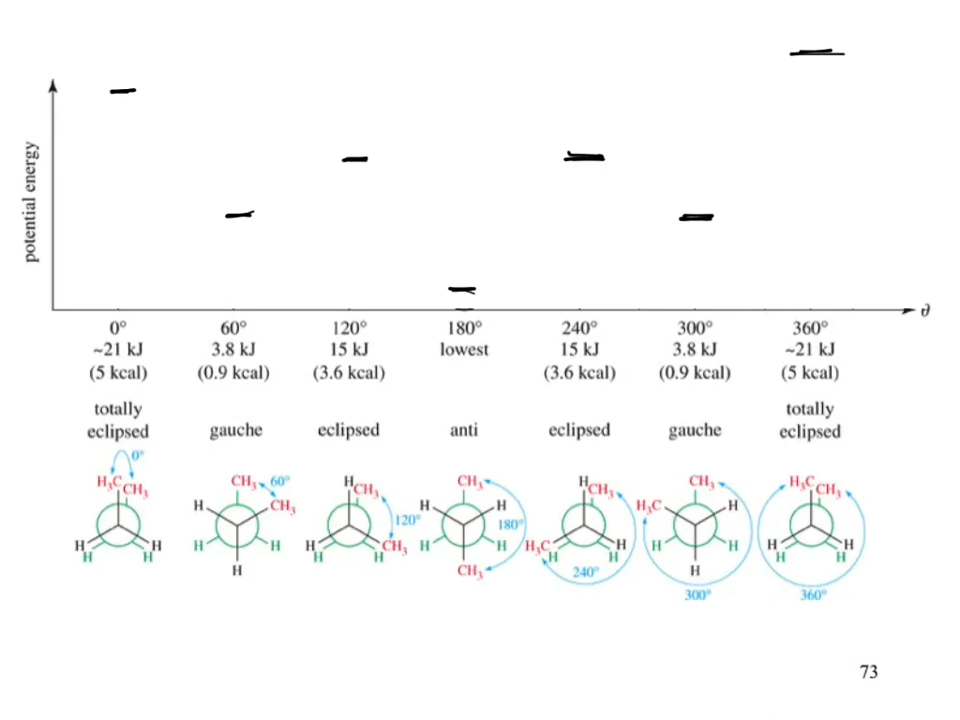 potential energy
θ
0° 60° 120° 180° 240° 300° 360°
~21 kJ 3.8 kJ 15 kJ lowest 15 kJ 3.8 kJ ~21 kJ
(5 kcal) (0.9 kcal) (3.6 kcal) (3.6 kcal) (0.9 kcal) (5 kcal)
totally totally
eclipsed gauche eclipsed anti eclipsed gauche eclipsed
0°
H₃C CH₃
H H
H H
CH₃ 60°
H CH₃
H H
H
H
CH₃
120°
H CH₃
H H
CH₃
H H
180°
H H
CH₃
H
CH₃
H₃C H
H H
240°
CH₃
H₃C H
H H
H
300°
H₃C CH₃
H H
H H
360°
73